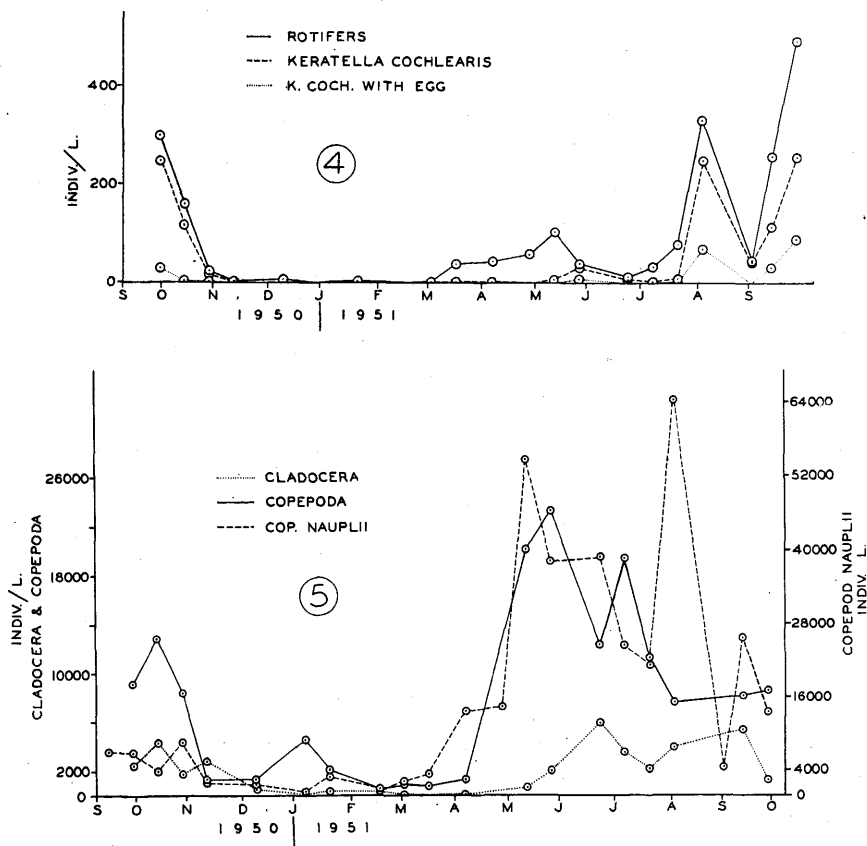 ROTIFERS
KERATELLA COCHLEARIS
K. COCH. WITH EGG
④
INDIV./L.
400
200
0
S O N D J F M A M J J A S
1950 | 1951
CLADOCERA
COPEPODA
COP. NAUPLII
⑤
INDIV./L.
CLADOCERA & COPEPODA
26000
18000
10000
2000
0
64000
52000
40000
28000
16000
4000
0
COPEPOD NAUPLII
INDIV. L.
S O N D J F M A M J J A S O
1950 | 1951